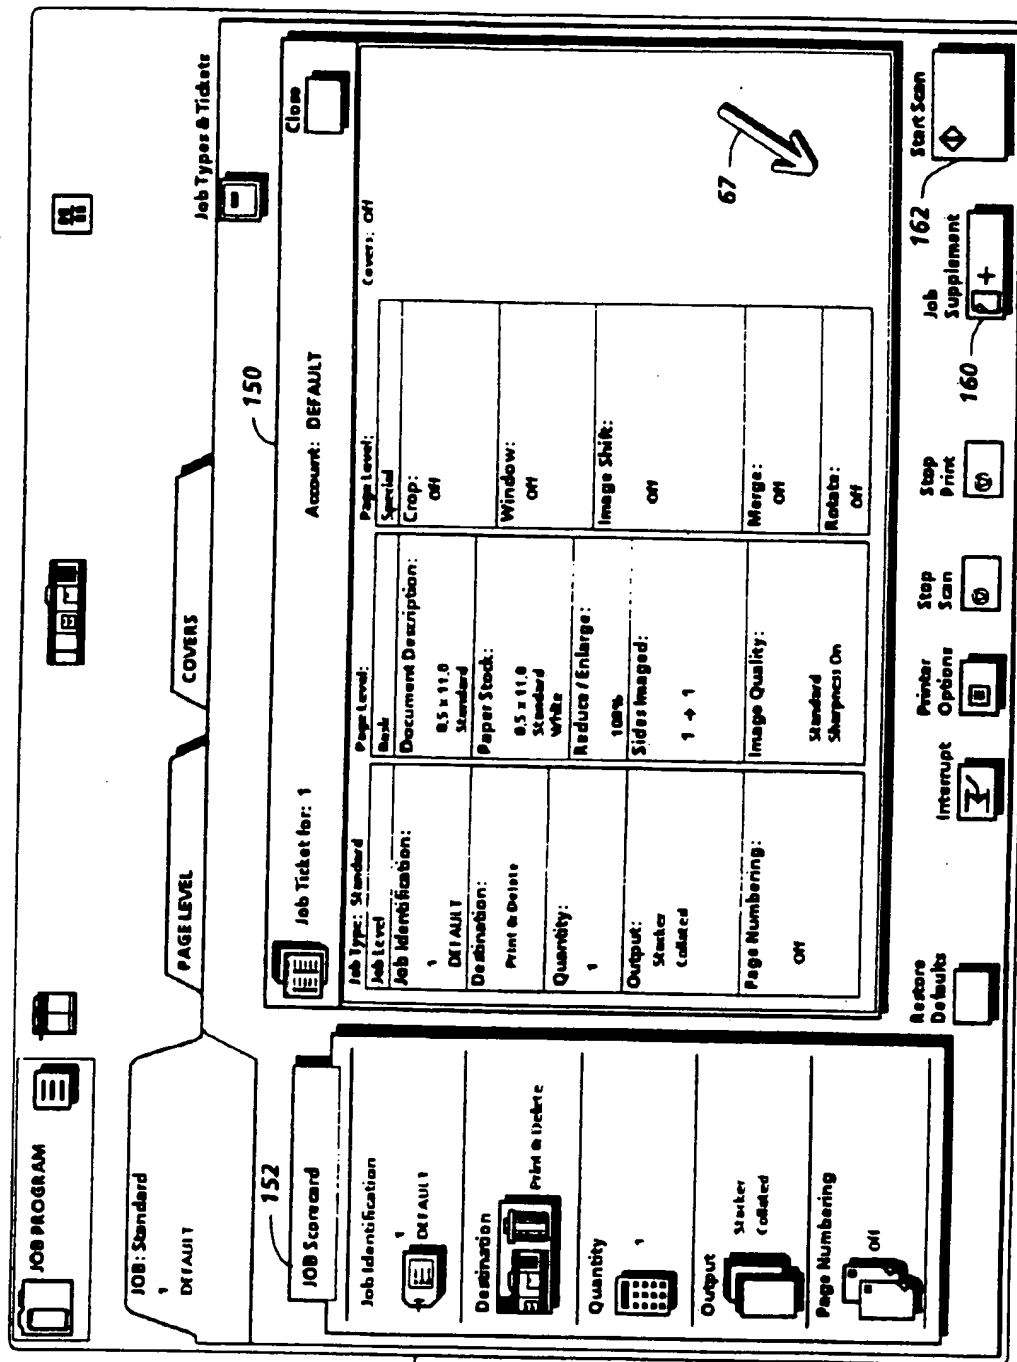 JOB PROGRAM
JOB: Standard
1
DEFAULT
PAGE LEVEL
COVERS
Job Types & Tickets
152
JOB Scorecard
Job Identification
1
DEFAULT
Destination
Print & Delete
Quantity
1
Output
Stacker
Collated
Page Numbering
Off
150
Job Ticket for: 1
Account: DEFAULT
Close
Job Type: Standard
Job Level
Job Identification:
1
DEFAULT
Destination:
Print & Delete
Quantity:
1
Output:
Stacker
Collated
Page Numbering:
Off
Page Level:
Basic
Document Description:
8.5 x 11.0
Standard
Paper Stock:
8.5 x 11.0
Standard
White
Reduce / Enlarge:
100%
Sides Imaged:
1 → 1
Image Quality:
Standard
Sharpness On
Page Level:
Special
Crop:
Off
Window:
Off
Image Shift:
Off
Merge:
Off
Rotate:
Off
Covers: Off
67
Restore
Defaults
Interrupt
Printer
Options
Stop
Scan
Stop
Print
Job
Supplement
160
Start Scan
162